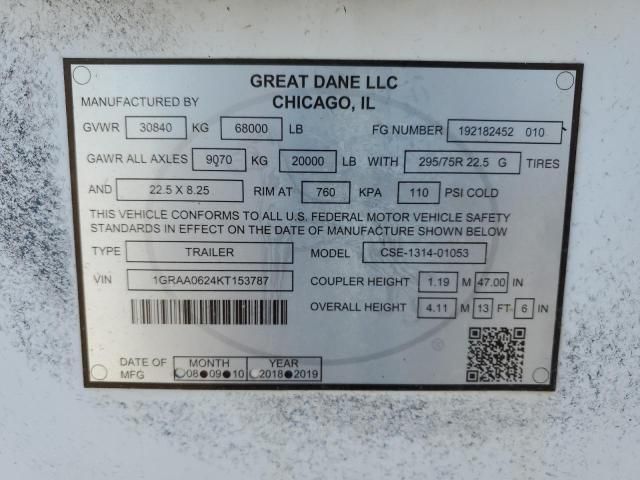 GREAT DANE LLC
MANUFACTURED BY CHICAGO, IL
GVWR 30840 KG 68000 LB FG NUMBER 192182452 010
GAWR ALL AXLES 9070 KG 20000 LB WITH 295/75R 22.5 G TIRES
AND 22.5 X 8.25 RIM AT 760 KPA 110 PSI COLD
THIS VEHICLE CONFORMS TO ALL U.S. FEDERAL MOTOR VEHICLE SAFETY
STANDARDS IN EFFECT ON THE DATE OF MANUFACTURE SHOWN BELOW
TYPE TRAILER MODEL CSE-1314-01053
VIN 1GRAA0624KT153787 COUPLER HEIGHT 1.19 M 47.00 IN
OVERALL HEIGHT 4.11 M 13 FT- 6 IN
DATE OF MFG MONTH YEAR
08 09 10 2018 2019
®